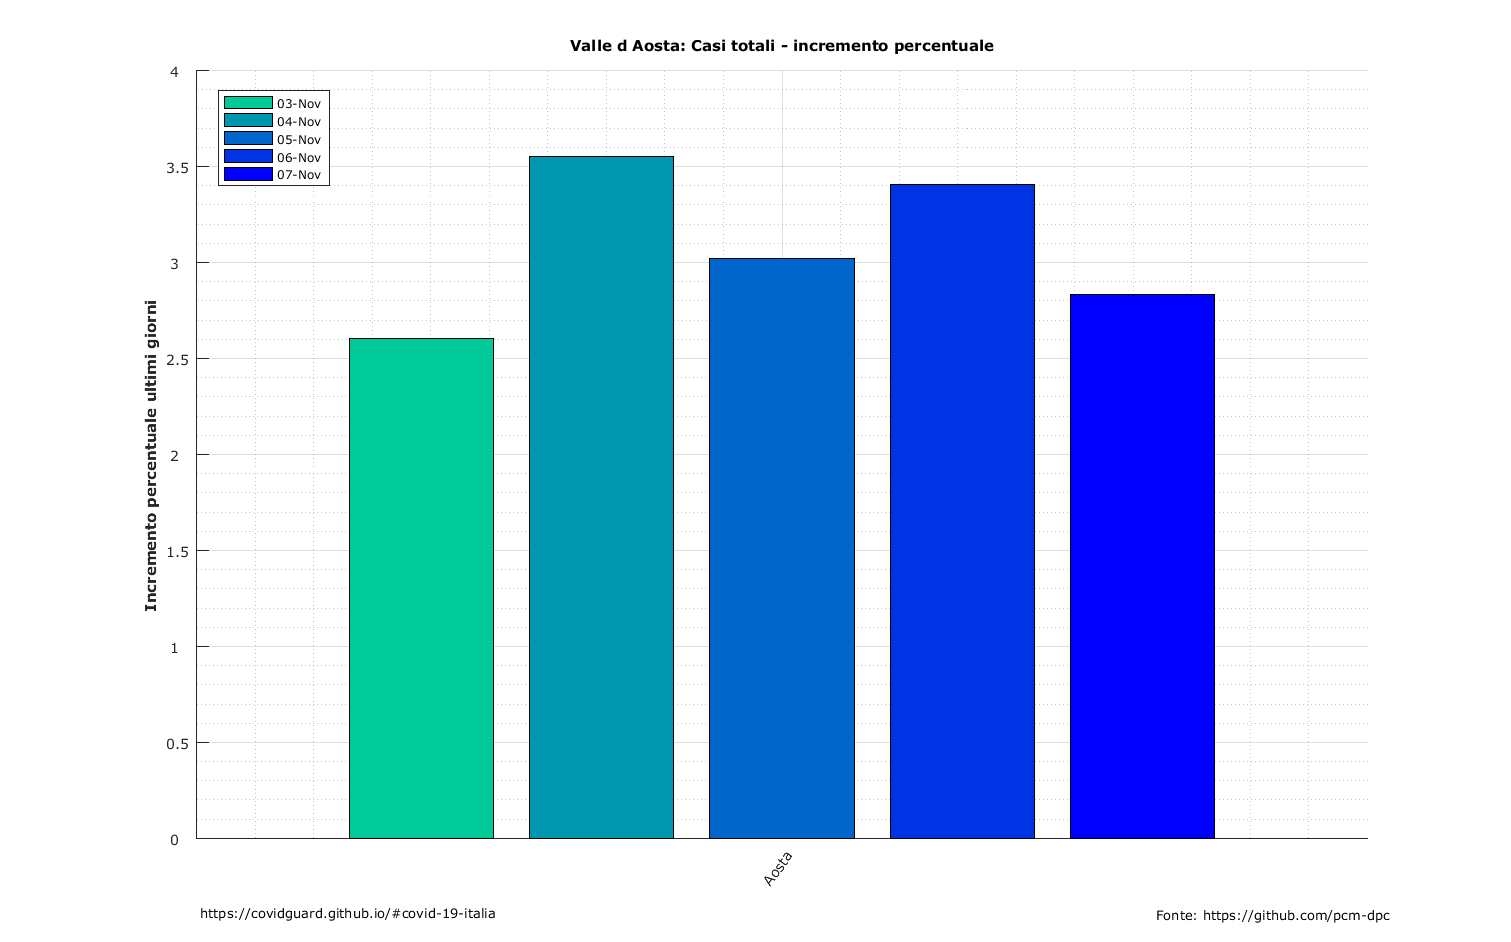 Valle d Aosta: Casi totali - incremento percentuale
4
3.5
3
2.5
2
1.5
1
0.5
0
Incremento percentuale ultimi giorni
03-Nov
04-Nov
05-Nov
06-Nov
07-Nov
Aosta
https://covidguard.github.io/#covid-19-italia
Fonte: https://github.com/pcm-dpc